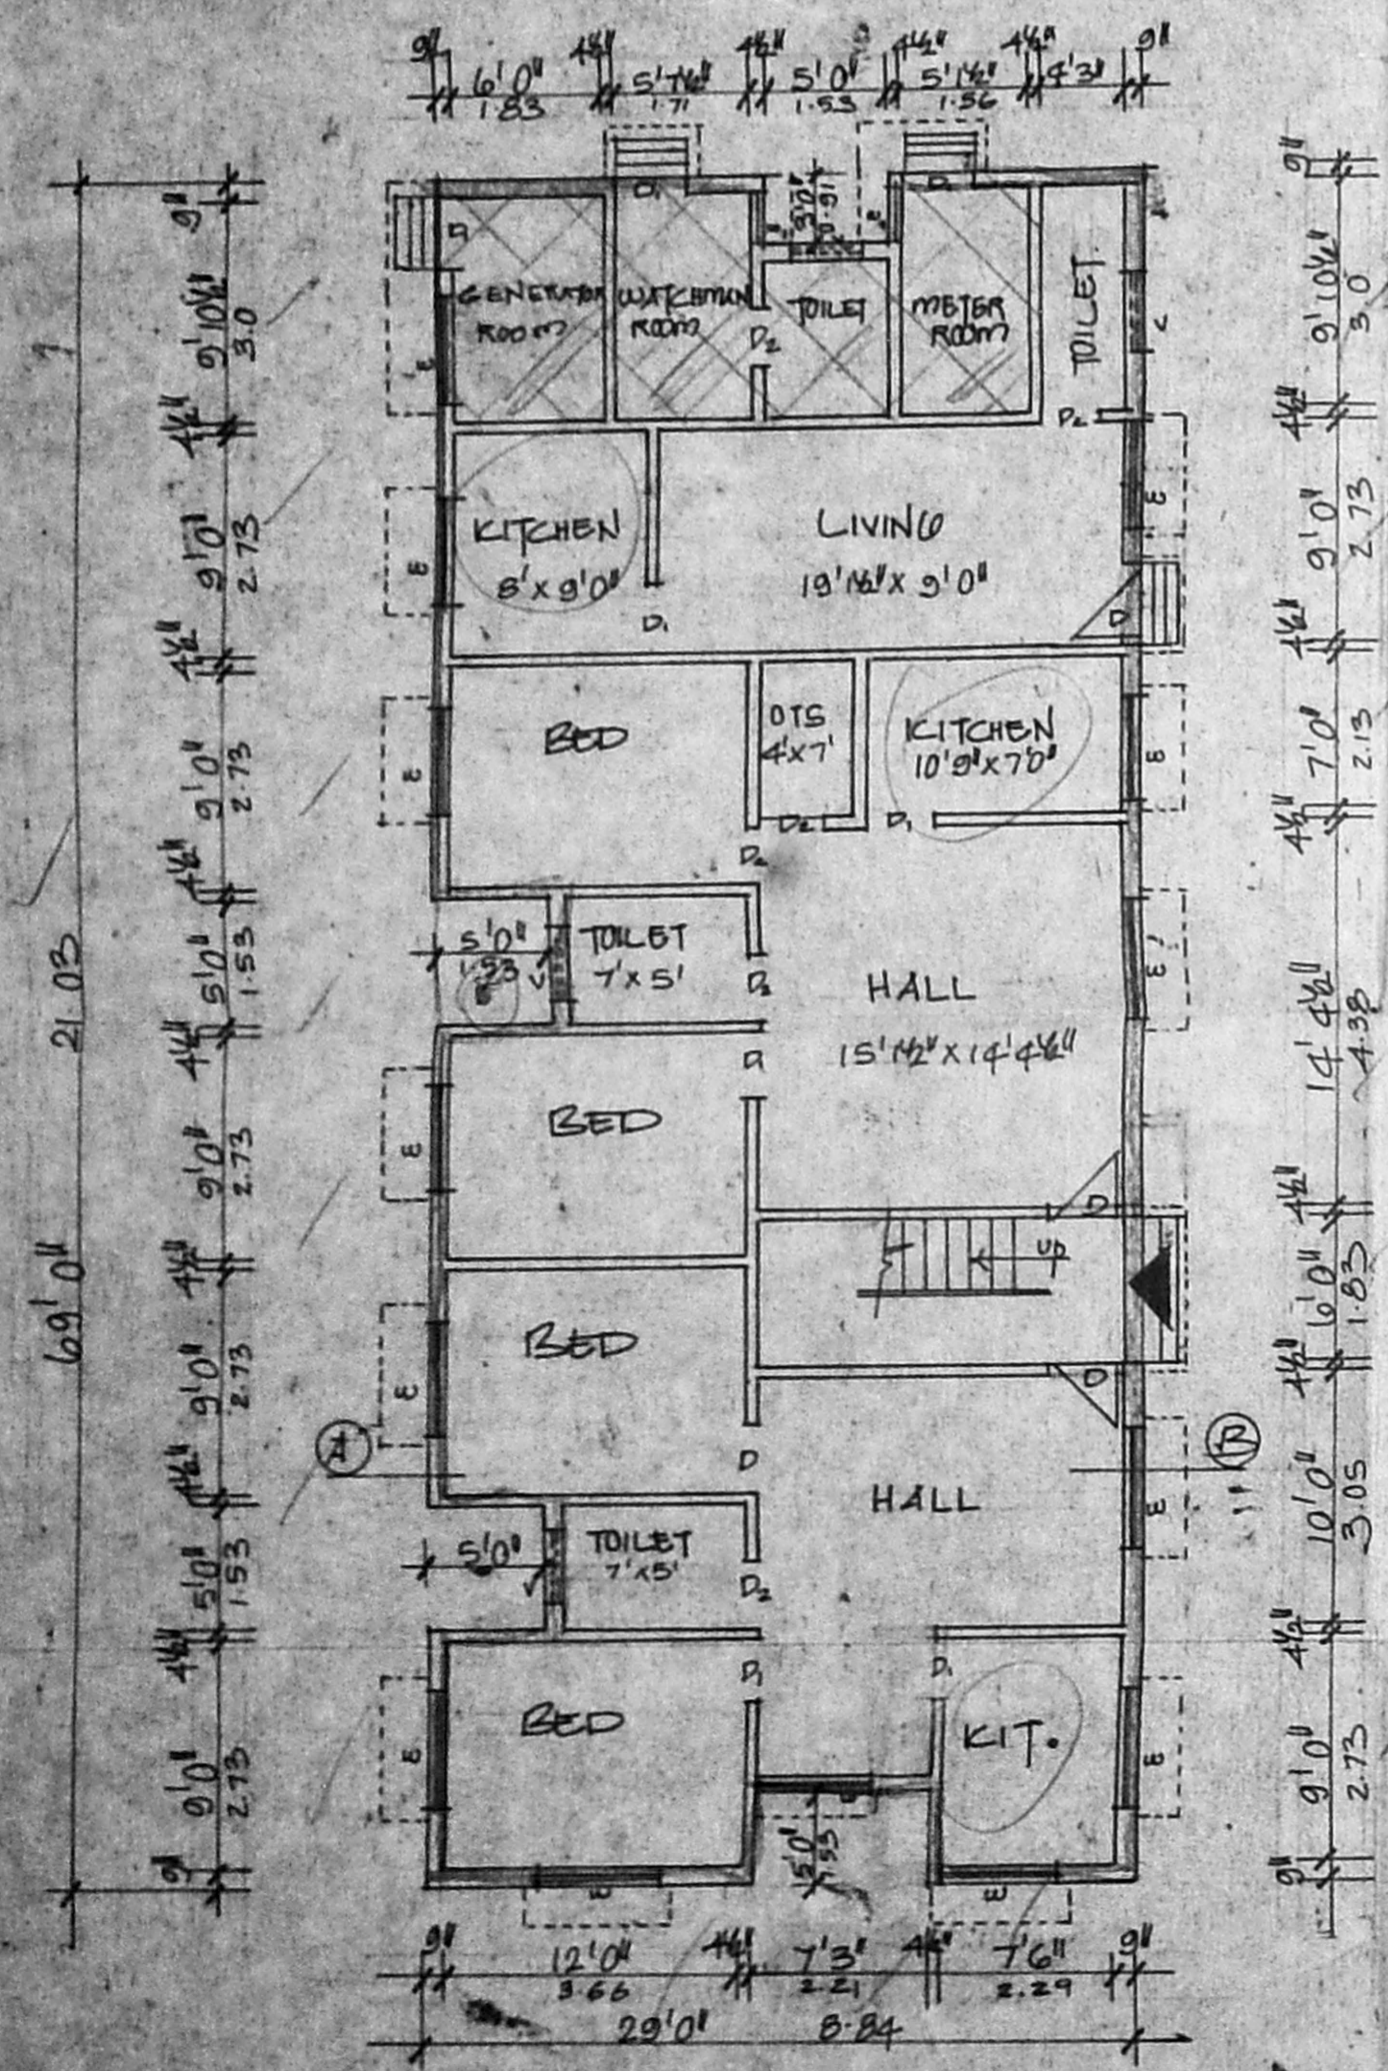 9" 4½" 4½" 4½" 4½" 9"
6'0" 5'7½" 5'0" 5'1½" 4'3"
1.83 1.71 1.53 1.56
9"
9"
D₁ D₁
3'0"
0.91
D
GENERATOR
ROOM
WATCHMAN
ROOM
TOILET
METER
ROOM
TOILET
D₂
V
E
9'10½"
3.0
9'10½"
3.0
4½"
4½"
D₂
KITCHEN
8' X 9'0"
LIVING
19'1½" X 9'0"
E
E
9'0"
2.73
9'0"
2.73
D₁
D
4½"
4½"
BED
OTS
4'X7'
KITCHEN
10'9"X7'0"
E
E
9'0"
2.73
7'0"
2.13
D₂ D₁
D₂
4½"
4½"
5'0"
1.53
TOILET
7'X5'
V
D₂
5'0"
1.53
HALL
15'1½" X 14'4½"
E
14'4½"
4.38
4½"
D
BED
E
9'0"
2.73
21.03
69'0"
D
4½"
4½"
UP
6'0"
1.83
BED
E
9'0"
2.73
D
4½"
A
B
D
HALL
E
10'0"
3.05
4½"
5'0"
TOILET
7'X5'
V
D₂
5'0"
1.53
4½"
4½"
D₁ D₁
BED
KIT.
E
E
9'0"
2.73
9'0"
2.73
5'0"
1.53
9"
9"
E
E
9" 12'0" 4½" 7'3" 4½" 7'6" 9"
3.66 2.21 2.29
29'0" 8.84